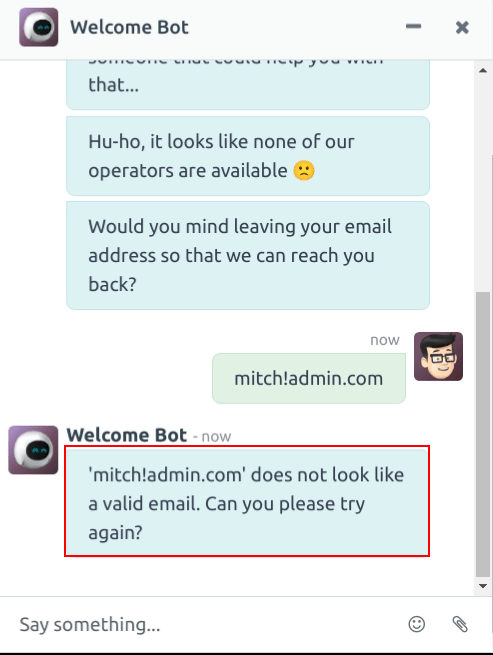 Welcome Bot
someone that could help you with
that...
Hu-ho, it looks like none of our
operators are available 🙁
Would you mind leaving your email
address so that we can reach you
back?
now
mitch!admin.com
Welcome Bot - now
'mitch!admin.com' does not look like
a valid email. Can you please try
again?
Say something...